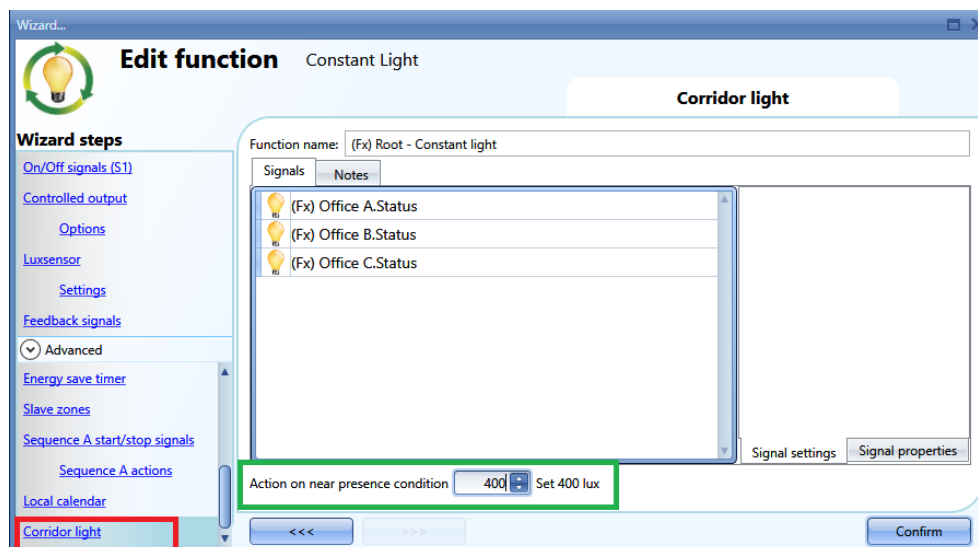 Wizard...
Edit function Constant Light
Corridor light
Wizard steps
On/Off signals (S1)
Controlled output
Options
Luxsensor
Settings
Feedback signals
Advanced
Energy save timer
Slave zones
Sequence A start/stop signals
Sequence A actions
Local calendar
Corridor light
Function name: (Fx) Root - Constant light
Signals Notes
(Fx) Office A.Status
(Fx) Office B.Status
(Fx) Office C.Status
Signal settings Signal properties
Action on near presence condition 400 Set 400 lux
<<< >>> Confirm